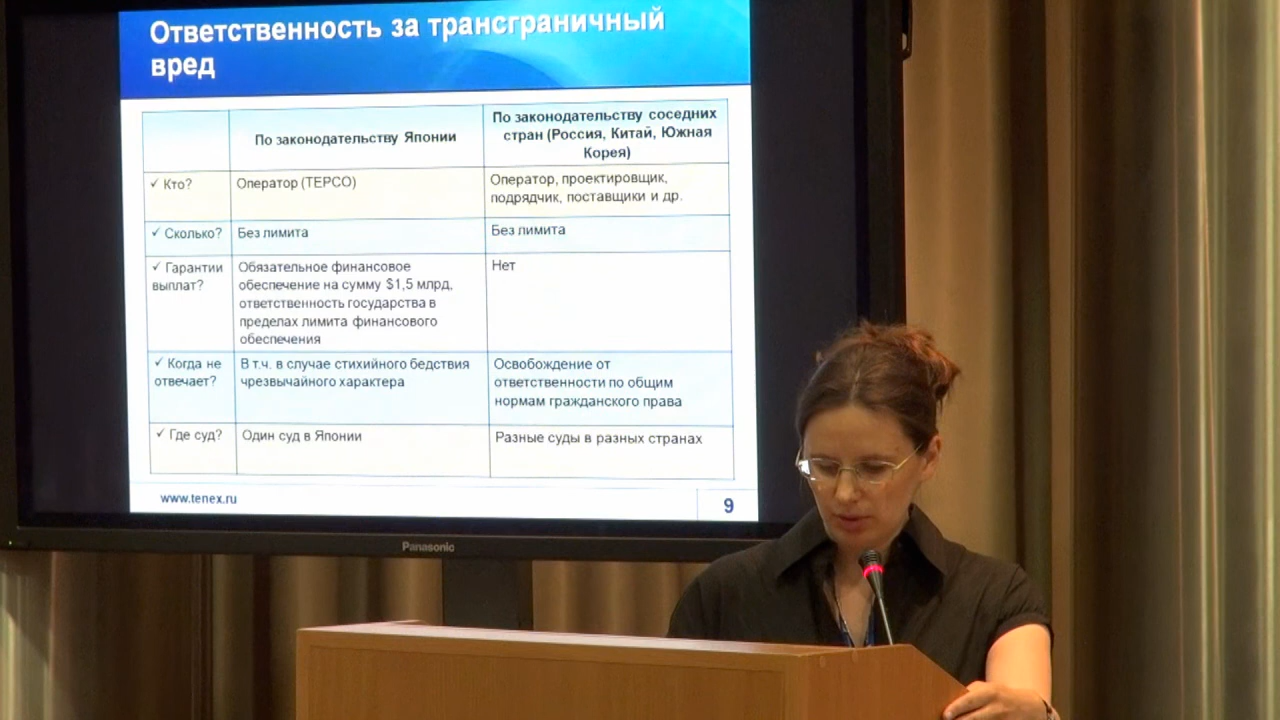 Ответственность за трансграничный
вред
По законодательству Японии
По законодательству соседних
стран (Россия, Китай, Южная
Корея)
✓ Кто?
Оператор (TEPCO)
Оператор, проектировщик,
подрядчик, поставщики и др.
✓ Сколько?
Без лимита
Без лимита
✓ Гарантии
выплат?
Обязательное финансовое
обеспечение на сумму $1,5 млрд,
ответственность государства в
пределах лимита финансового
обеспечения
Нет
✓ Когда не
отвечает?
В т.ч. в случае стихийного бедствия
чрезвычайного характера
Освобождение от
ответственности по общим
нормам гражданского права
✓ Где суд?
Один суд в Японии
Разные суды в разных странах
www.tenex.ru
9
Panasonic